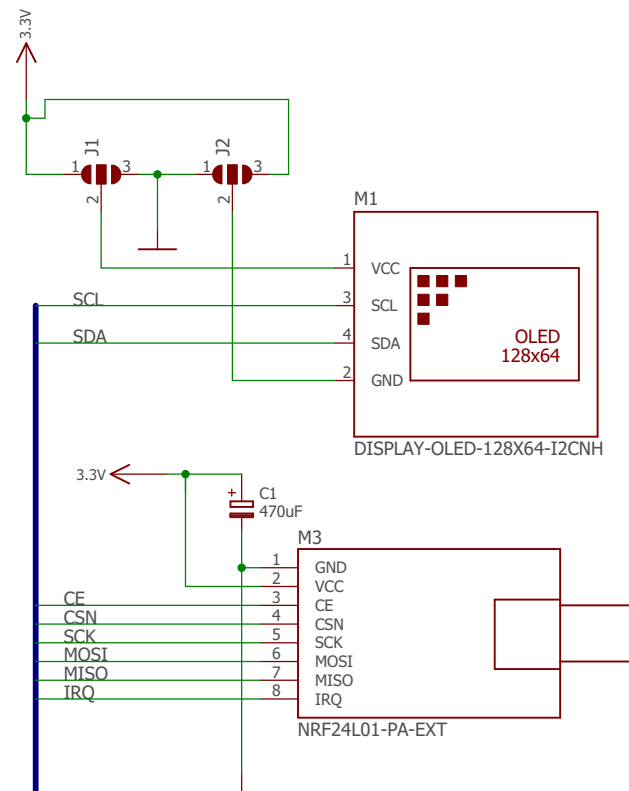 3.3V
J1
J2
1
3
1
3
2
2
M1
1
VCC
SCL
3
SCL
SDA
4
SDA
OLED
128x64
2
GND
DISPLAY-OLED-128X64-I2CNH
3.3V
+
C1
470uF
M3
1
GND
2
VCC
CE
3
CE
CSN
4
CSN
SCK
5
SCK
MOSI
6
MOSI
MISO
7
MISO
IRQ
8
IRQ
NRF24L01-PA-EXT